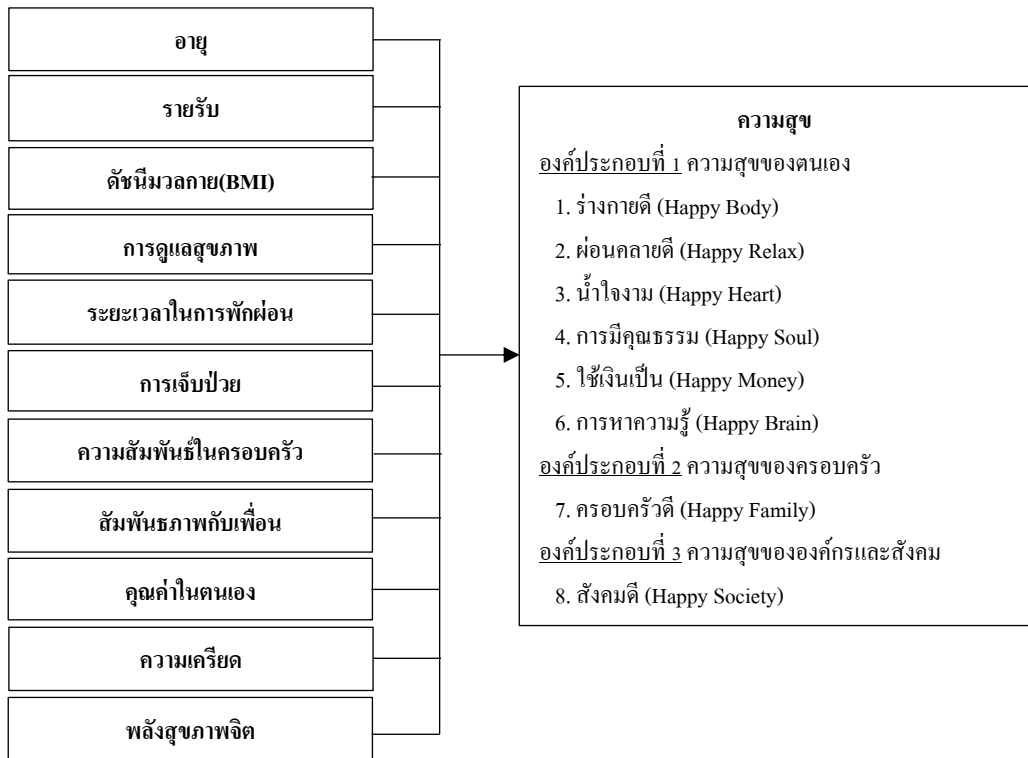 อายุ
รายรับ
ดัชนีมวลกาย(BMI)
การดูแลสุขภาพ
ระยะเวลาในการพักผ่อน
การเจ็บป่วย
ความสัมพันธ์ในครอบครัว
สัมพันธภาพกับเพื่อน
คุณค่าในตนเอง
ความเครียด
พลังสุขภาพจิต
ความสุข
องค์ประกอบที่ 1 ความสุขของตนเอง
1. ร่างกายดี (Happy Body)
2. ผ่อนคลายดี (Happy Relax)
3. น้ำใจงาม (Happy Heart)
4. การมีคุณธรรม (Happy Soul)
5. ใช้เงินเป็น (Happy Money)
6. การหาความรู้ (Happy Brain)
องค์ประกอบที่ 2 ความสุขของครอบครัว
7. ครอบครัวดี (Happy Family)
องค์ประกอบที่ 3 ความสุขขององค์กรและสังคม
8. สังคมดี (Happy Society)